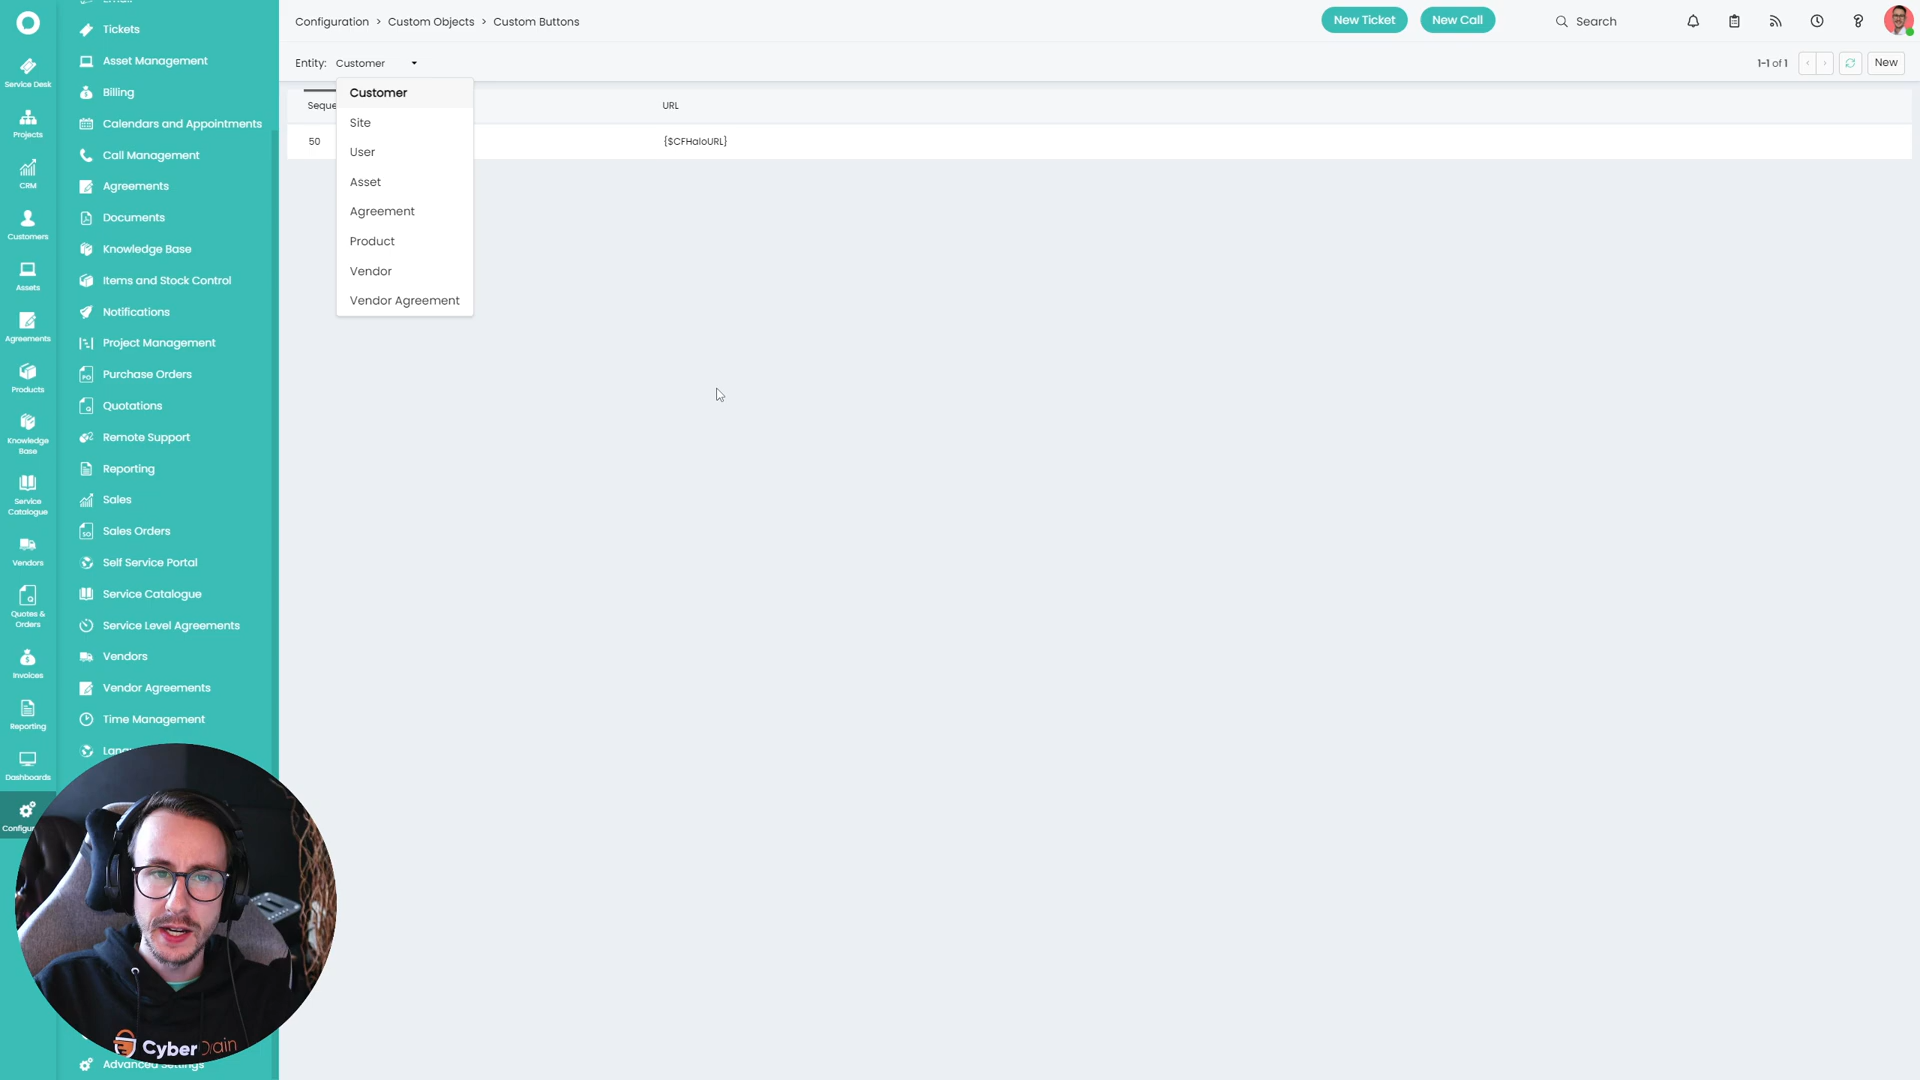 Configuration > Custom Objects > Custom Buttons
New Ticket
New Call
Search
Entity: Customer
1-1 of 1
New
Customer
Site
User
Asset
Agreement
Product
Vendor
Vendor Agreement
URL
50
{$CFHaloURL}
Service Desk
Projects
CRM
Customers
Assets
Agreements
Products
Knowledge
Base
Service
Catalogue
Vendors
Quotes &
Orders
Invoices
Reporting
Dashboards
Tickets
Asset Management
Billing
Calendars and Appointments
Call Management
Agreements
Documents
Knowledge Base
Items and Stock Control
Notifications
Project Management
Purchase Orders
Quotations
Remote Support
Reporting
Sales
Sales Orders
Self Service Portal
Service Catalogue
Service Level Agreements
Vendors
Vendor Agreements
Time Management
Advanced Settings
CyberDrain